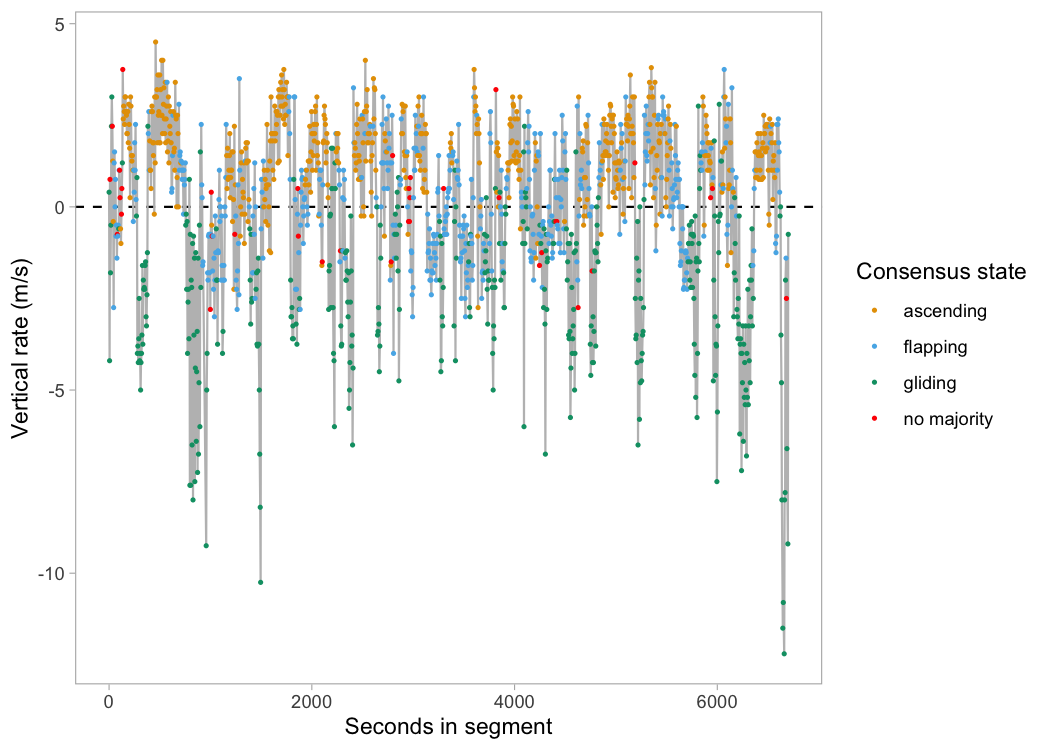 5
0
-5
-10
Vertical rate (m/s)
0 2000 4000 6000
Seconds in segment
Consensus state
ascending
flapping
gliding
no majority